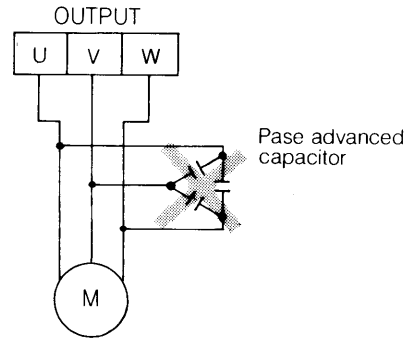 OUTPUT
U V W
Pase advanced
capacitor
M